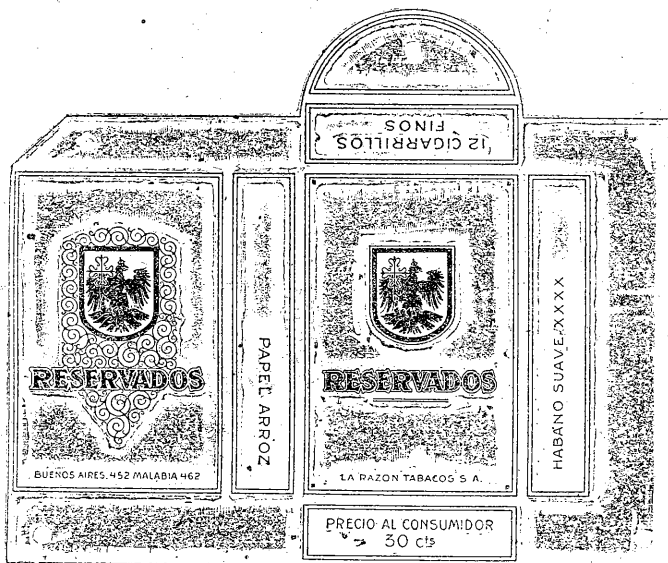 12 CIGARRILLOS
FINOS
RESERVADOS
BUENOS AIRES. 452 MALABIA 462
PAPEL ARROZ
RESERVADOS
LA RAZON TABACOS S A.
HABANO SUAVE XXXX
PRECIO AL CONSUMIDOR
30 cts